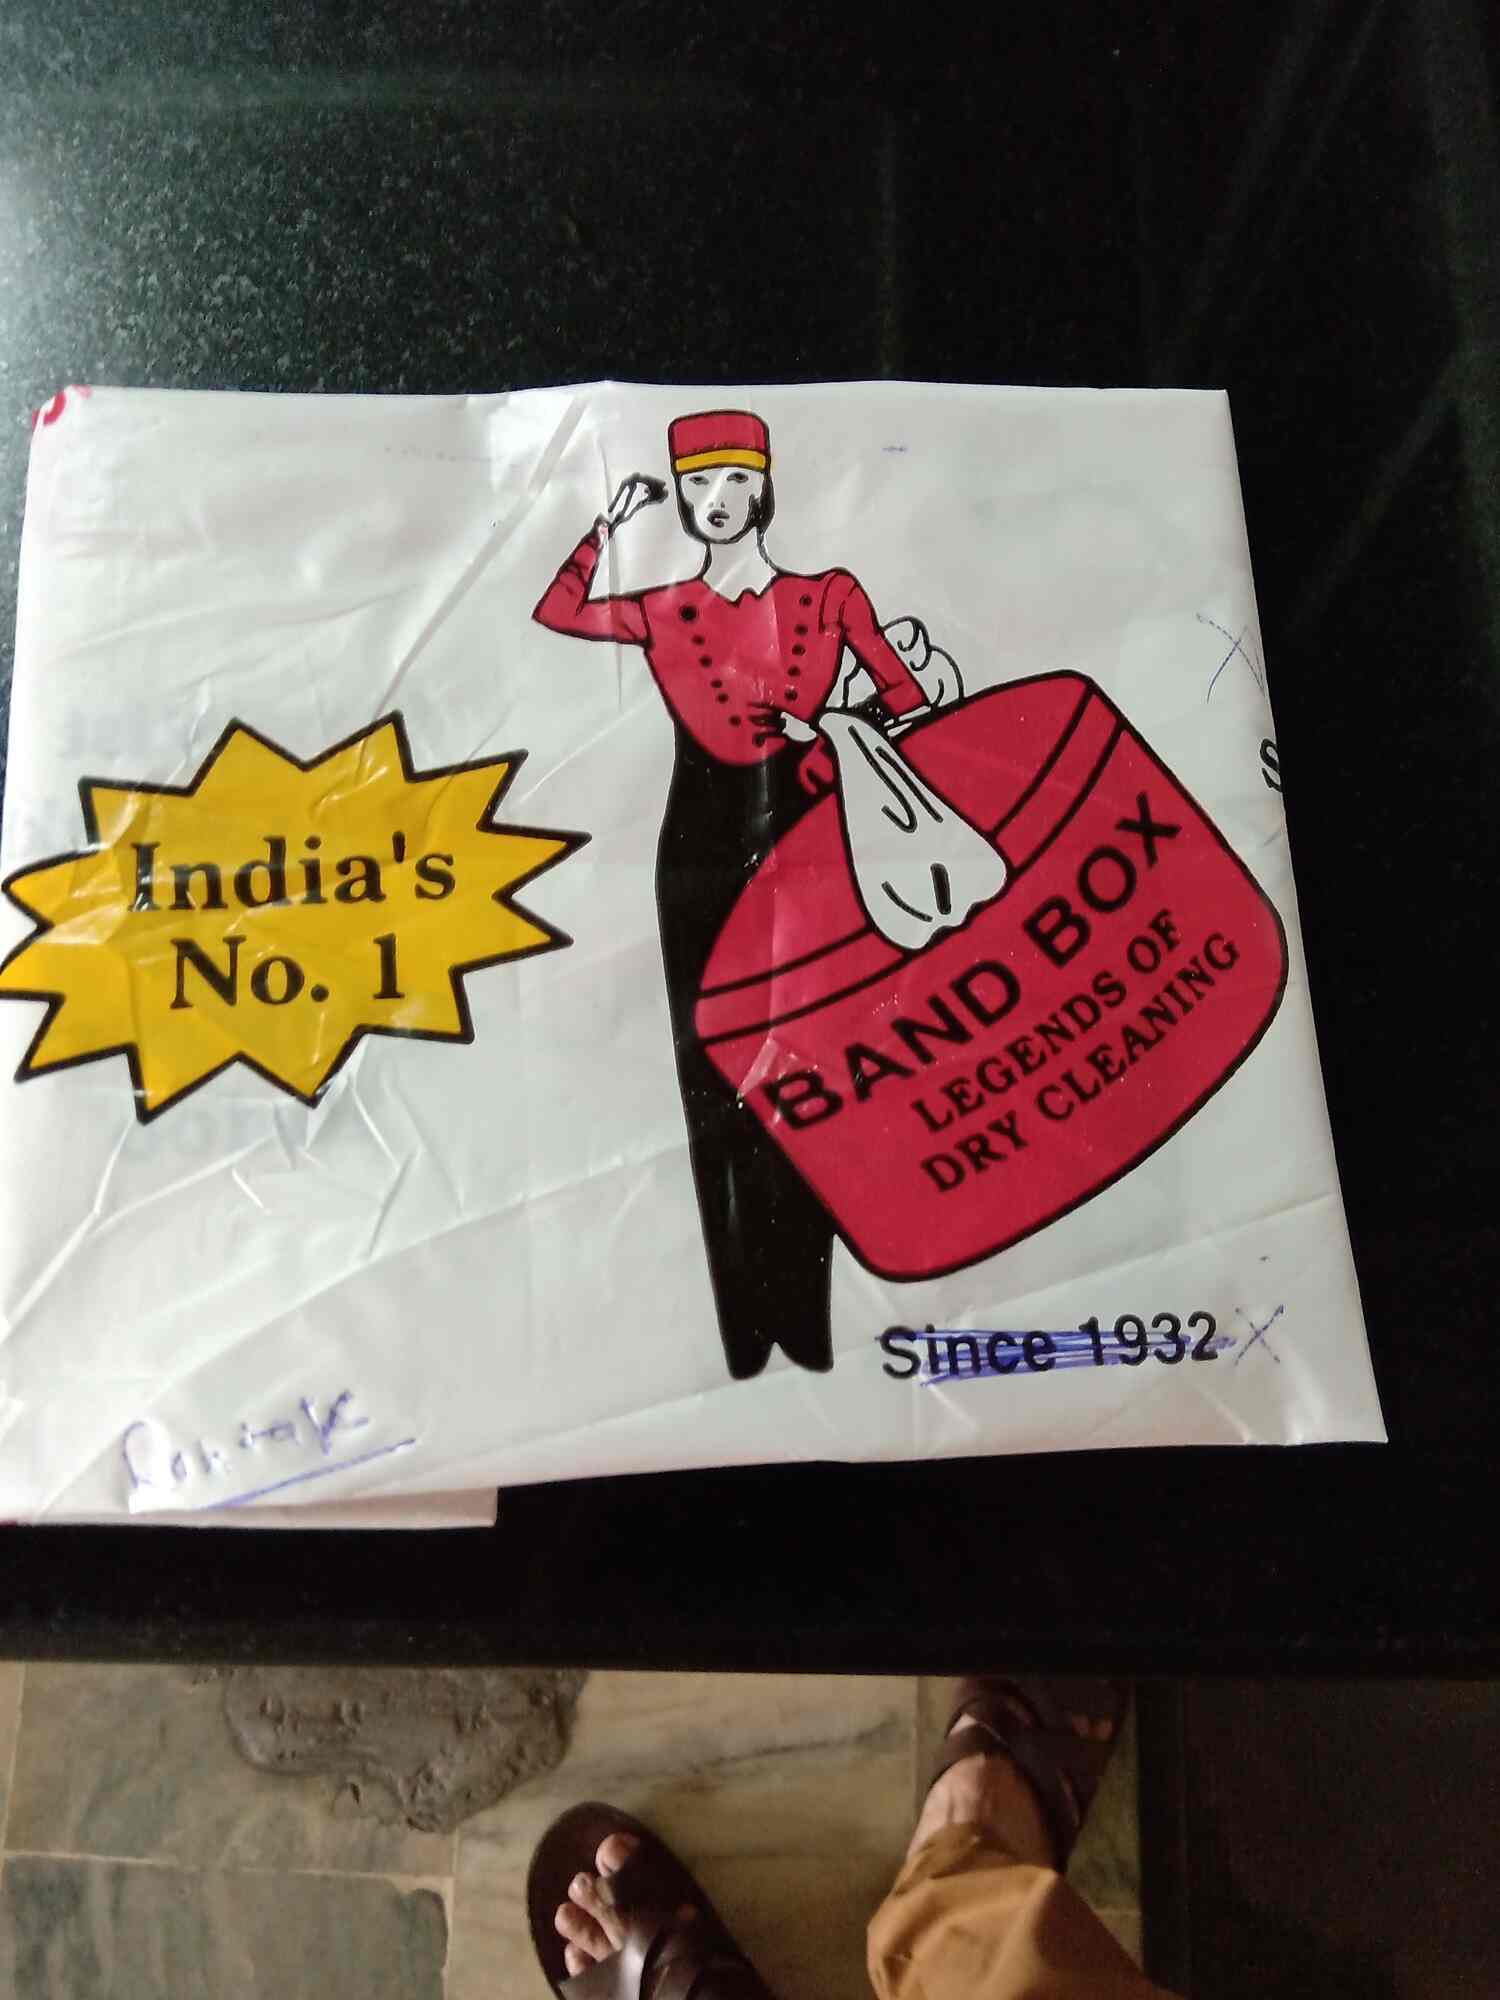 India's
No. 1
BAND BOX
LEGENDS OF
DRY CLEANING
Since 1932